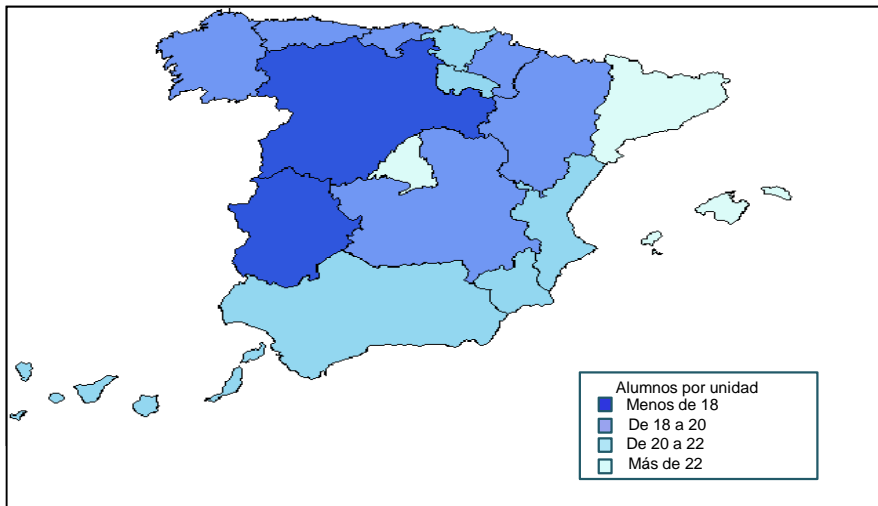 Alumnos por unidad
Menos de 18
De 18 a 20
De 20 a 22
Más de 22